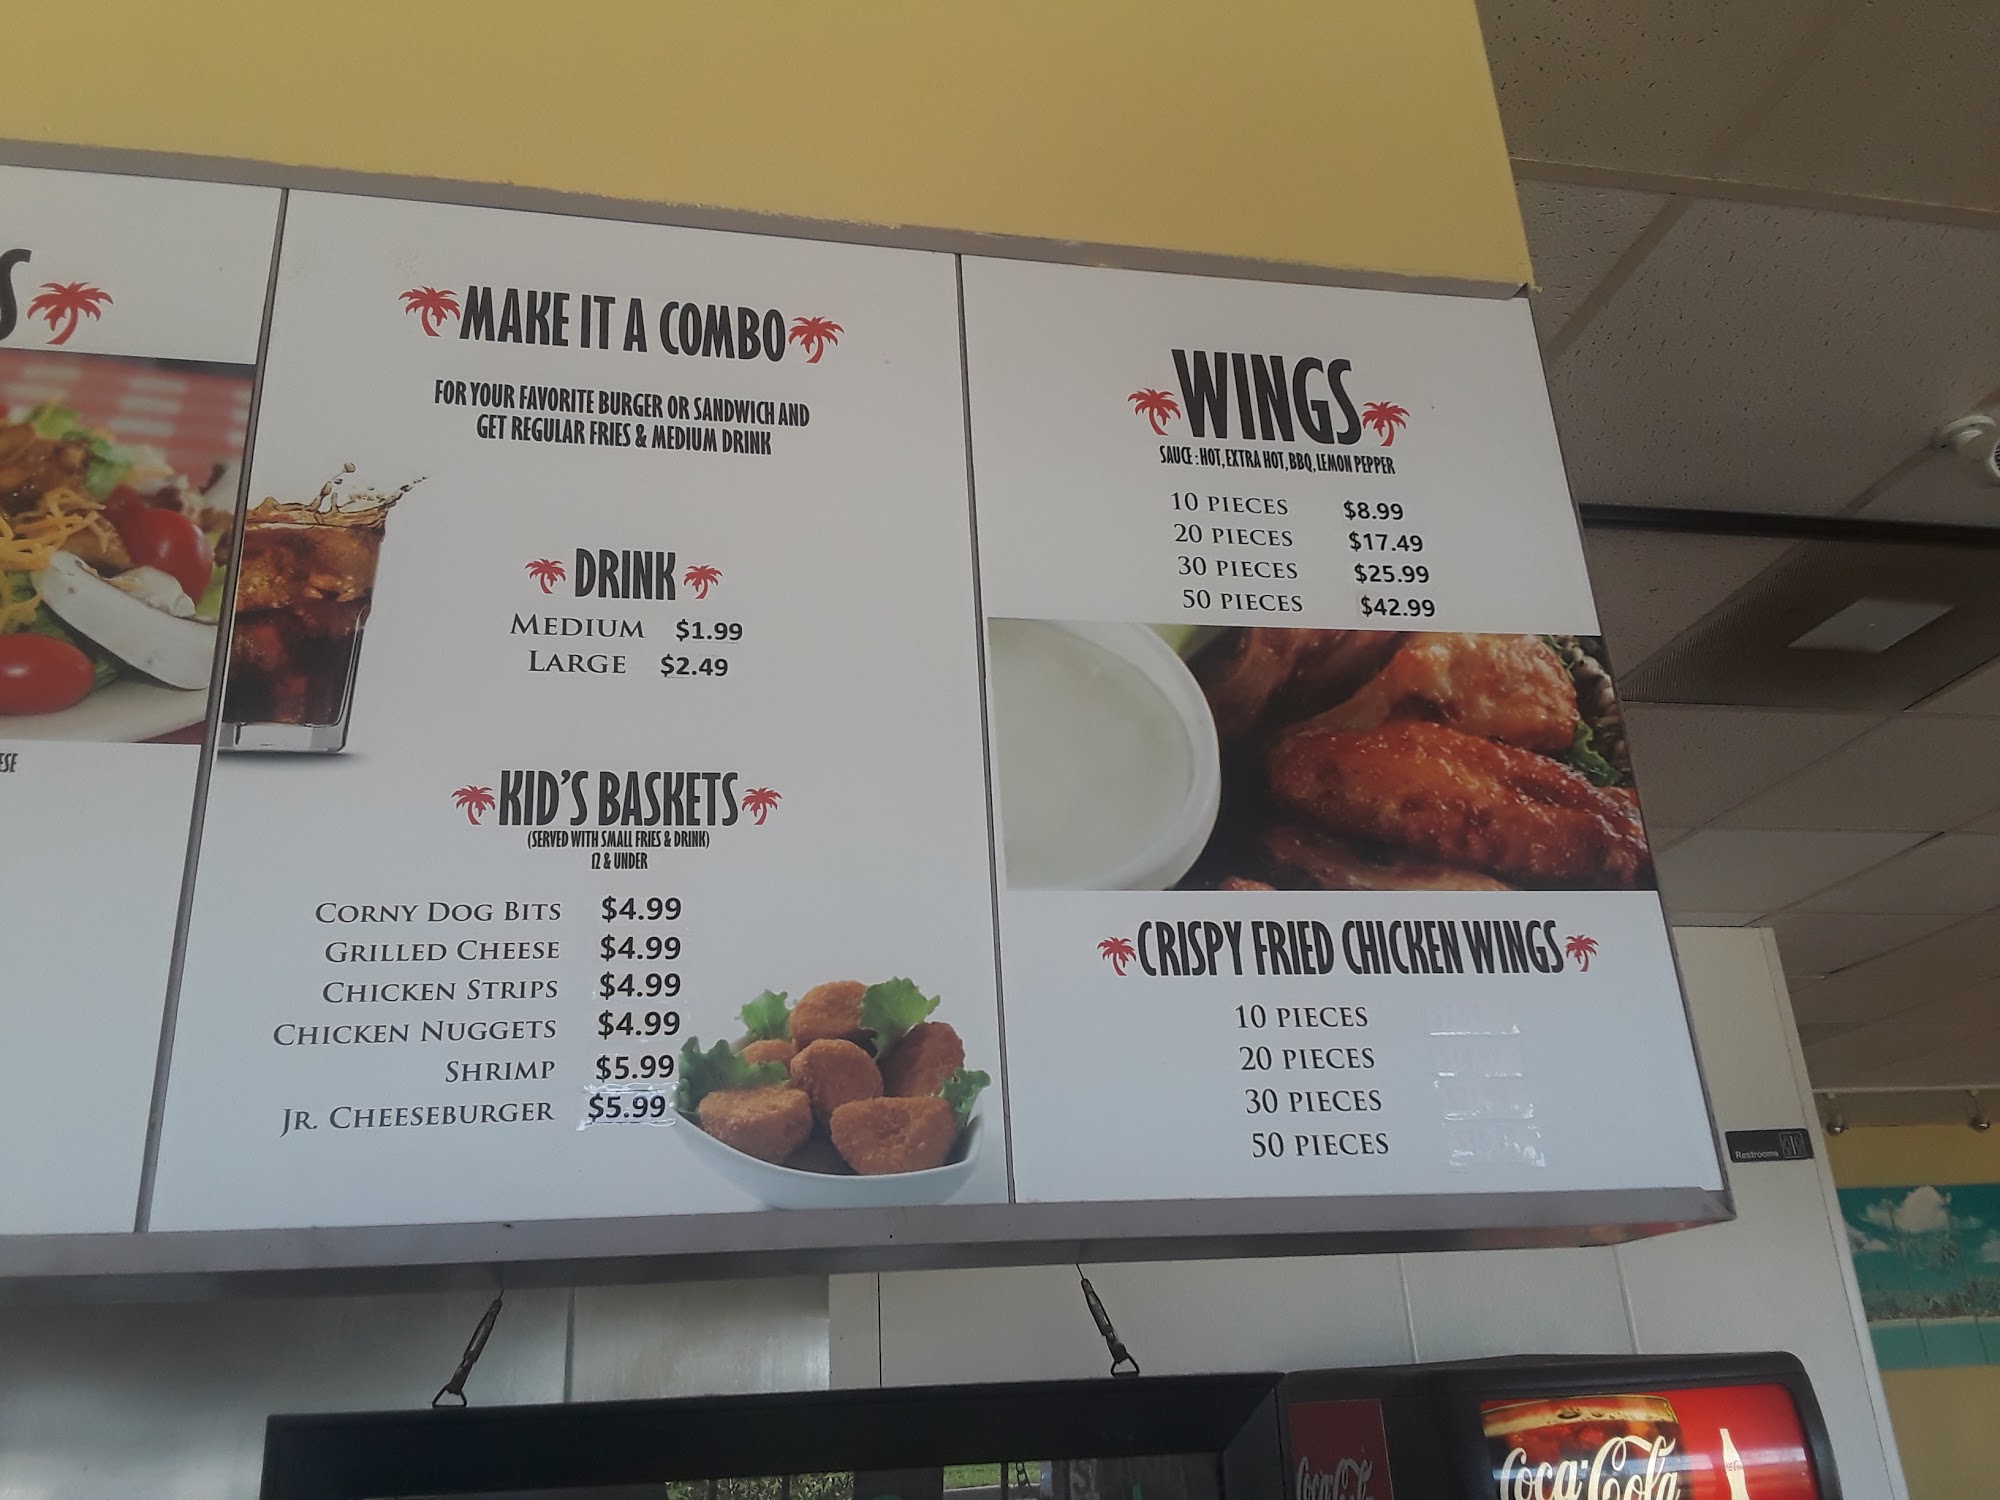 S
ESE
MAKE IT A COMBO
FOR YOUR FAVORITE BURGER OR SANDWICH AND
GET REGULAR FRIES & MEDIUM DRINK
DRINK
MEDIUM $1.99
LARGE $2.49
KID'S BASKETS
(SERVED WITH SMALL FRIES & DRINK)
12 & UNDER
CORNY DOG BITS $4.99
GRILLED CHEESE $4.99
CHICKEN STRIPS $4.99
CHICKEN NUGGETS $4.99
SHRIMP $5.99
JR. CHEESEBURGER $5.99
WINGS
SAUCE : HOT, EXTRA HOT, BBQ, LEMON PEPPER
10 PIECES $8.99
20 PIECES $17.49
30 PIECES $25.99
50 PIECES $42.99
CRISPY FRIED CHICKEN WINGS
10 PIECES
20 PIECES
30 PIECES
50 PIECES
Restrooms
Coca-Cola
Coca-Cola